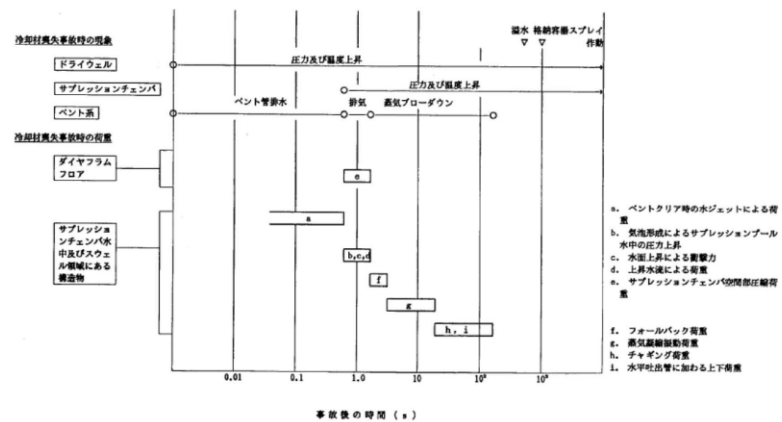 溢水 格納容器スプレイ
▽ ▽ 作動
冷却材喪失事故時の現象
圧力及び温度上昇
ドライウェル
サプレッションチェンバ
圧力及び温度上昇
ベント管排水
排気
蒸気ブローダウン
ベント系
冷却材喪失事故時の荷重
ダイヤフラム
フロア
e
サプレッショ
ンチェンバ水
中及びスウェ
ル領域にある
構造物
a
b,c,d
f
g
h, i
a. ベントクリア時の水ジェットによる荷
重
b. 気泡形成によるサプレッションプール
水中の圧力上昇
c. 水面上昇による衝撃力
d. 上昇水流による荷重
e. サプレッションチェンバ空間部圧縮荷
重
f. フォールバック荷重
g. 蒸気凝縮振動荷重
h. チャギング荷重
i. 水平吐出管に加わる上下荷重
0.01 0.1 1.0 10 10² 10³
事故後の時間(s)